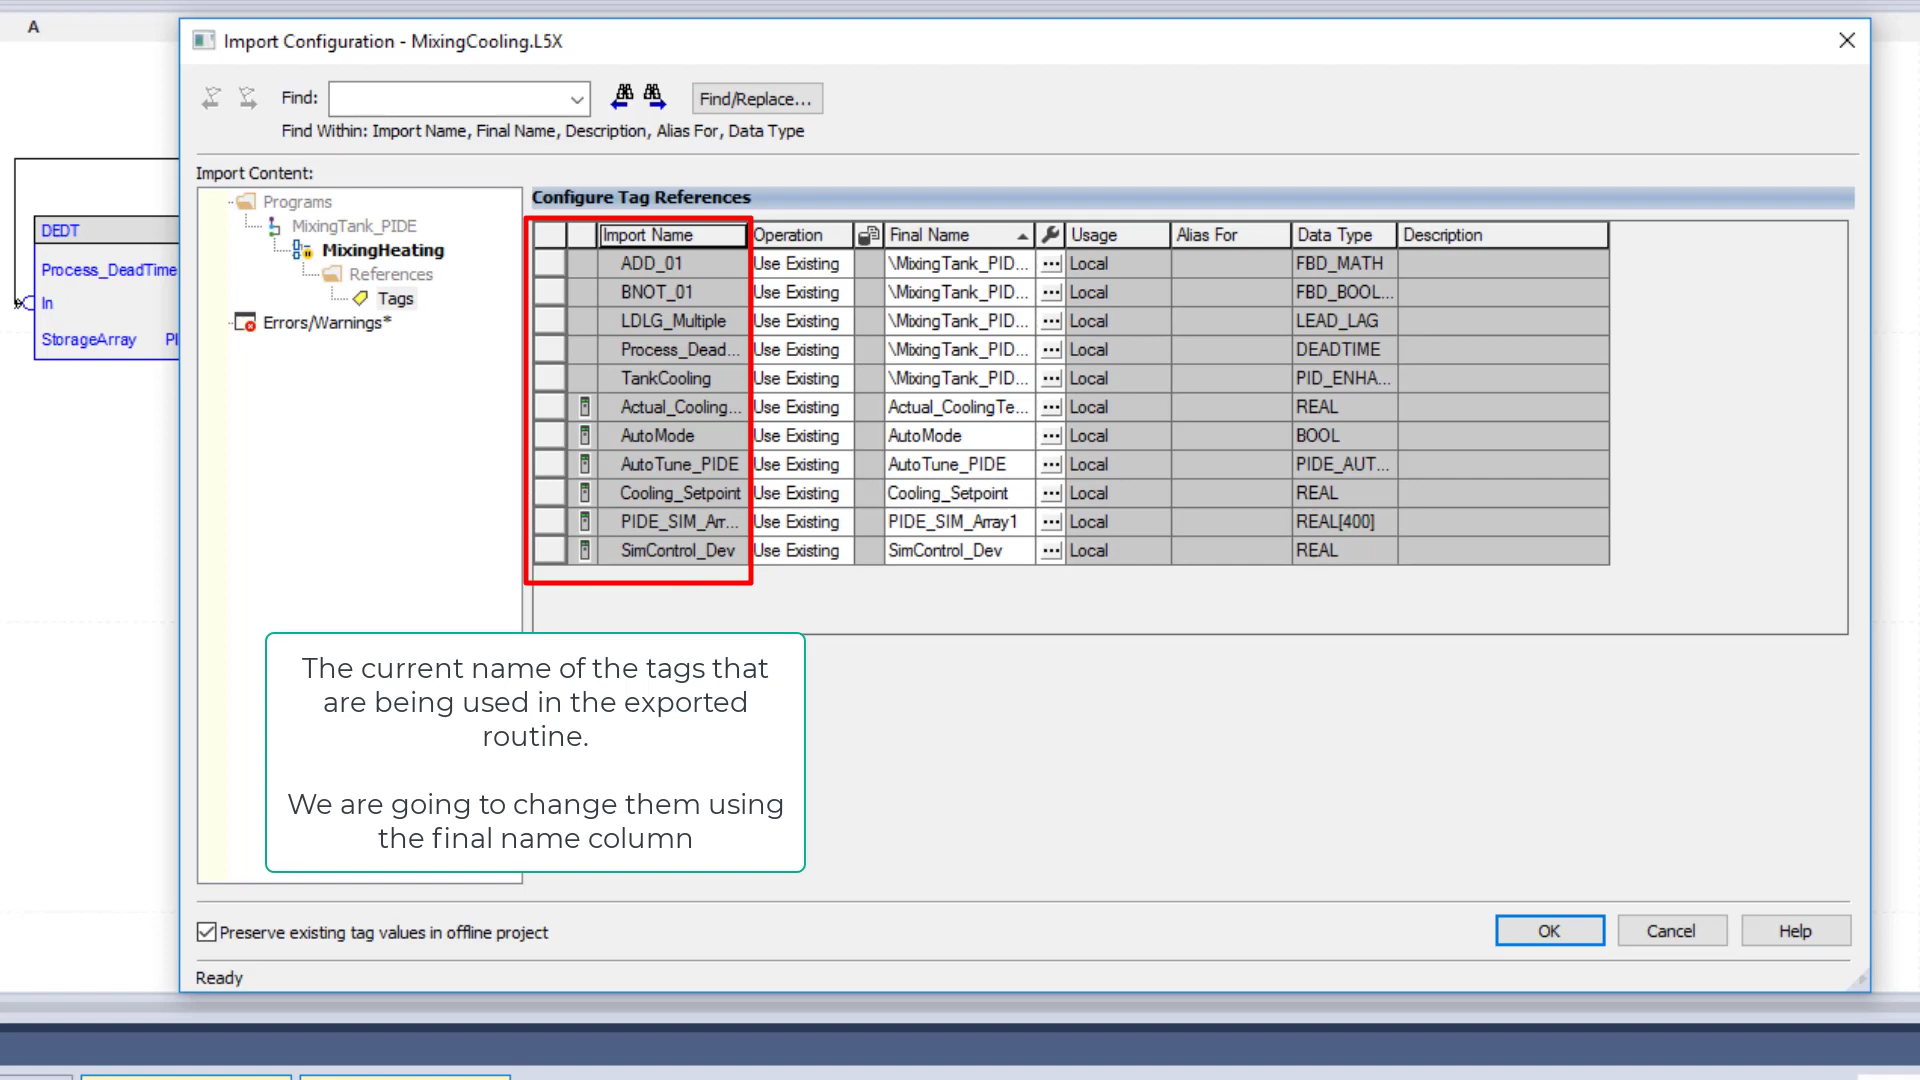 A
Import Configuration - MixingCooling.L5X
Find:
Find/Replace...
Find Within: Import Name, Final Name, Description, Alias For, Data Type
Import Content:
Programs
MixingTank_PIDE
MixingHeating
References
Tags
Errors/Warnings*
DEDT
Process_DeadTime
In
StorageArray PI
Configure Tag References
Import Name Operation Final Name Usage Alias For Data Type Description
ADD_01 Use Existing \MixingTank_PID... ... Local FBD_MATH
BNOT_01 Use Existing \MixingTank_PID... ... Local FBD_BOOL...
LDLG_Multiple Use Existing \MixingTank_PID... ... Local LEAD_LAG
Process_Dead... Use Existing \MixingTank_PID... ... Local DEADTIME
TankCooling Use Existing \MixingTank_PID... ... Local PID_ENHA...
Actual_Cooling... Use Existing Actual_CoolingTe... ... Local REAL
AutoMode Use Existing AutoMode ... Local BOOL
AutoTune_PIDE Use Existing AutoTune_PIDE ... Local PIDE_AUT...
Cooling_Setpoint Use Existing Cooling_Setpoint ... Local REAL
PIDE_SIM_Arr... Use Existing PIDE_SIM_Array1 ... Local REAL[400]
SimControl_Dev Use Existing SimControl_Dev ... Local REAL
The current name of the tags that
are being used in the exported
routine.
We are going to change them using
the final name column
Preserve existing tag values in offline project
OK Cancel Help
Ready